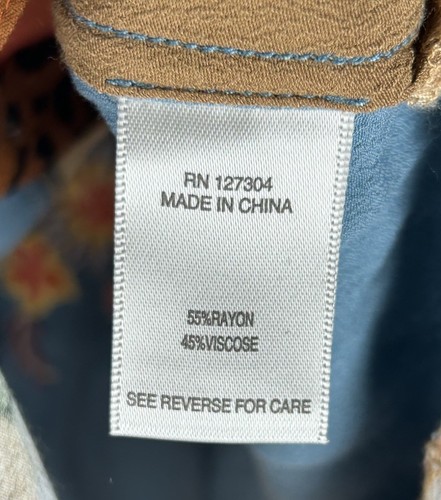 RN 127304
MADE IN CHINA
55%RAYON
45%VISCOSE
SEE REVERSE FOR CARE